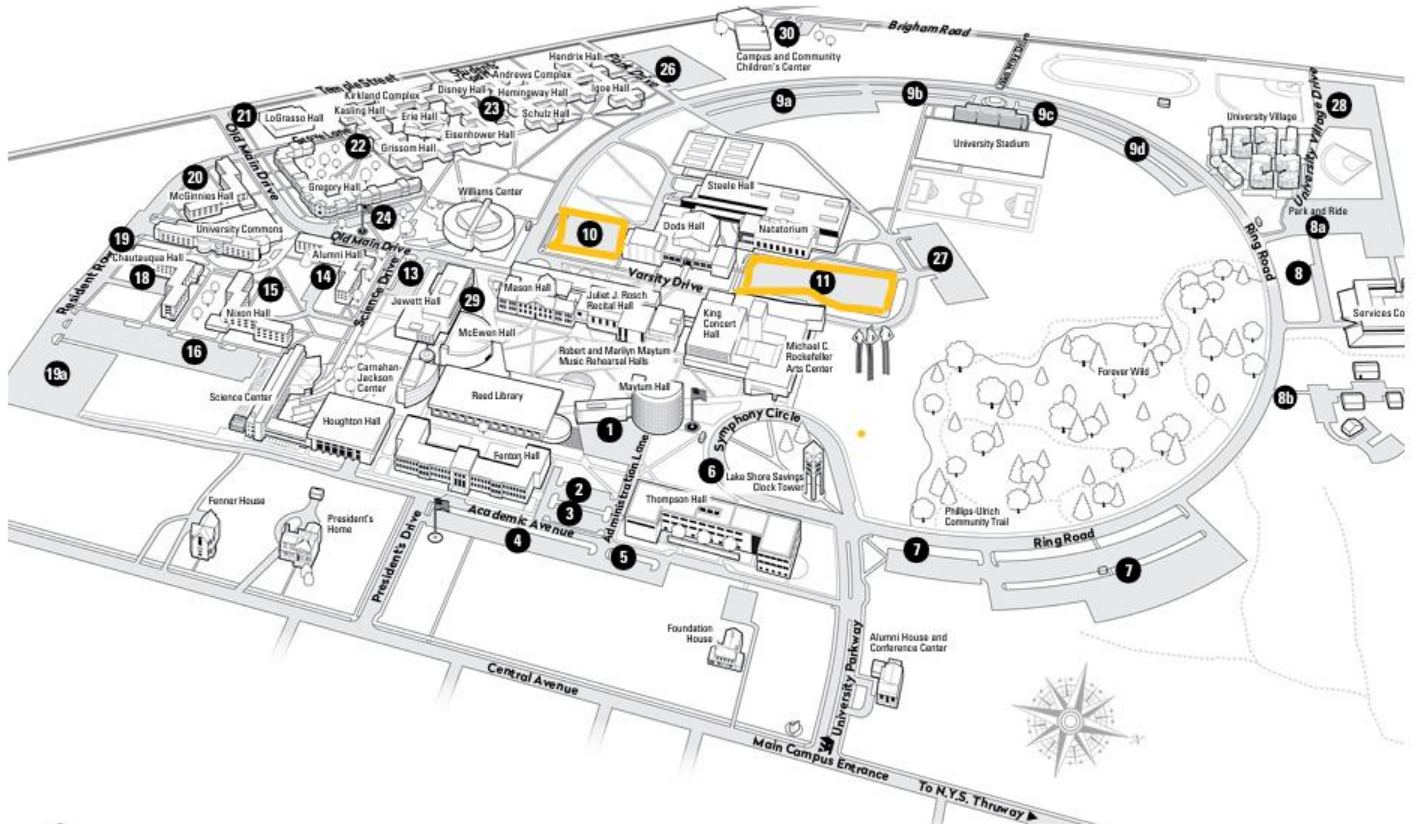 30
Brigham Road
Campus and Community
Children's Center
Hendrix Hall
Park Drive
26
Temple Street
Andrews Complex
Disney Hall
Hemingway Hall
Igoe Hall
Kirkland Complex
23
Kasling Hall
Erie Hall
Schulz Hall
Eisenhower Hall
Grissom Hall
21
LoGrasso Hall
Old Main Drive
22
9a
9b
9c
9d
University Stadium
University Village
University Village Drive
28
20
McGinnies Hall
Gregory Hall
Williams Center
Steele Hall
Dods Hall
Natatorium
24
10
Park and Ride
8a
19
University Commons
Old Main Drive
Resident Road
Chautauqua Hall
18
Alumni Hall
14
13
Science Drive
15
Nixon Hall
Jewett Hall
29
Mason Hall
Varsity Drive
11
27
Ring Road
8
Juliet J. Rosch
Recital Hall
King
Concert
Hall
Services Co
McEwen Hall
16
19a
Robert and Marilyn Maytum
Music Rehearsal Halls
Michael C.
Rockefeller
Arts Center
Forever Wild
Carnahan-
Jackson
Center
Maytum Hall
Science Center
Reed Library
8b
Houghton Hall
1
Symphony Circle
Administration Lane
Fenton Hall
6
Lake Shore Savings
Clock Tower
2
3
Thompson Hall
Fenner House
President's
Home
Presidents Drive
Academic Avenue
4
5
Phillips-Ulrich
Community Trail
Ring Road
7
7
Foundation
House
Alumni House and
Conference Center
University Parkway
Central Avenue
Main Campus Entrance
To N.Y.S. Thruway